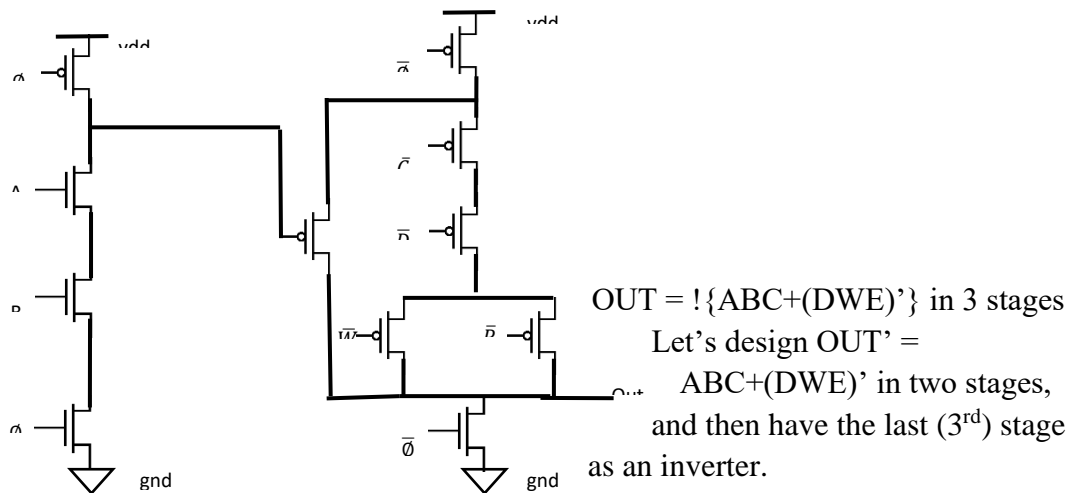 vdd
vdd
Ø
Ø̅
C̅
D̅
A
B
W̅
B̅
OUT = !{ABC+(DWE)’} in 3 stages
Let’s design OUT’ =
ABC+(DWE)’ in two stages,
and then have the last (3rd) stage
as an inverter.
Out
Ø
Ø̅
gnd
gnd